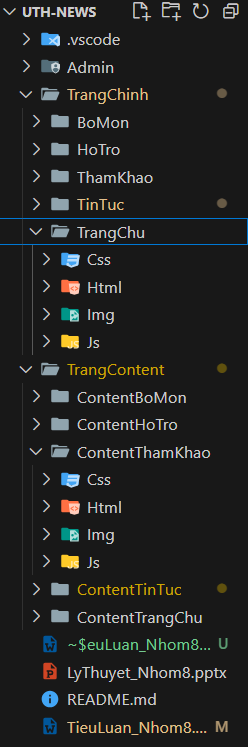 UTH-NEWS
.vscode
Admin
TrangChinh
BoMon
HoTro
ThamKhao
TinTuc
TrangChu
Css
Html
Img
Js
TrangContent
ContentBoMon
ContentHoTro
ContentThamKhao
Css
Html
Img
Js
ContentTinTuc
ContentTrangChu
~$euLuan_Nhom8... U
LyThuyet_Nhom8.pptx
README.md
TieuLuan_Nhom8.... M